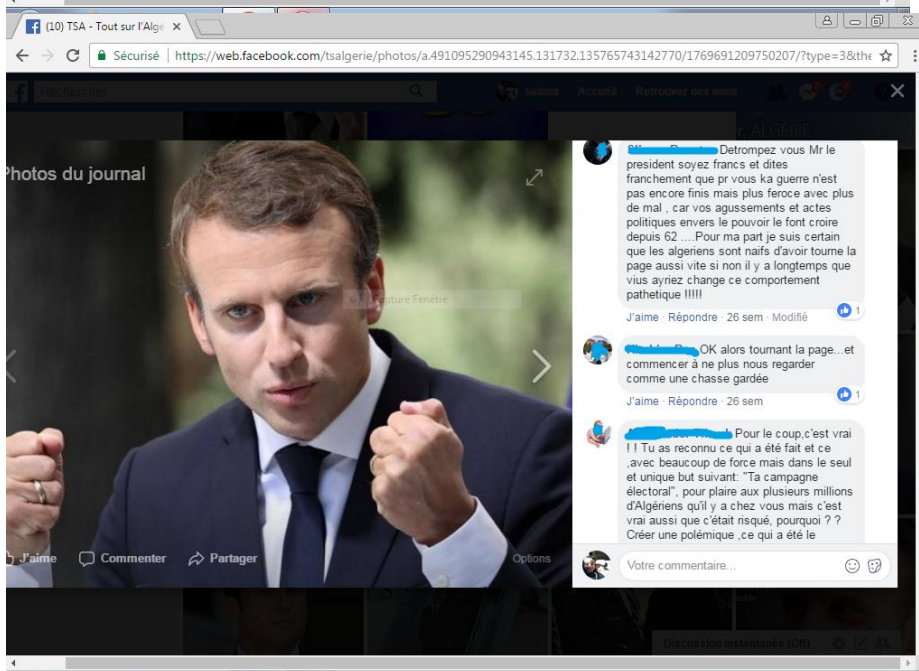 (10) TSA - Tout sur l'Algé
Sécurisé | https://web.facebook.com/tsalgerie/photos/a.491095290943145.131732.135765743142770/1769691209750207/?type=3&the
Rechercher
Salima Accueil Retrouver des amis
r, ALGERIE
Photos du journal
Detrompez vous Mr le
president soyez francs et dites
franchement que pr vous ka guerre n'est
pas encore finis mais plus feroce avec plus
de mal , car vos agussements et actes
politiques envers le pouvoir le font croire
depuis 62 ....Pour ma part je suis certain
que les algeriens sont naifs d'avoir tourne la
page aussi vite si non il y a longtemps que
vius ayriez change ce comportement
pathetique !!!!!
J'aime · Répondre · 26 sem · Modifié
1
OK alors tournant la page...et
commencer à ne plus nous regarder
comme une chasse gardée
J'aime · Répondre · 26 sem
1
Pour le coup,c'est vrai
! ! Tu as reconnu ce qui a été fait et ce
,avec beaucoup de force mais dans le seul
et unique but suivant: "Ta campagne
électoral", pour plaire aux plusieurs millions
d'Algériens qu'il y a chez vous mais c'est
vrai aussi que c'était risqué, pourquoi ? ?
Créer une polémique ,ce qui a été le
J'aime Commenter Partager Options
Votre commentaire...
Discussion instantanée (Off)